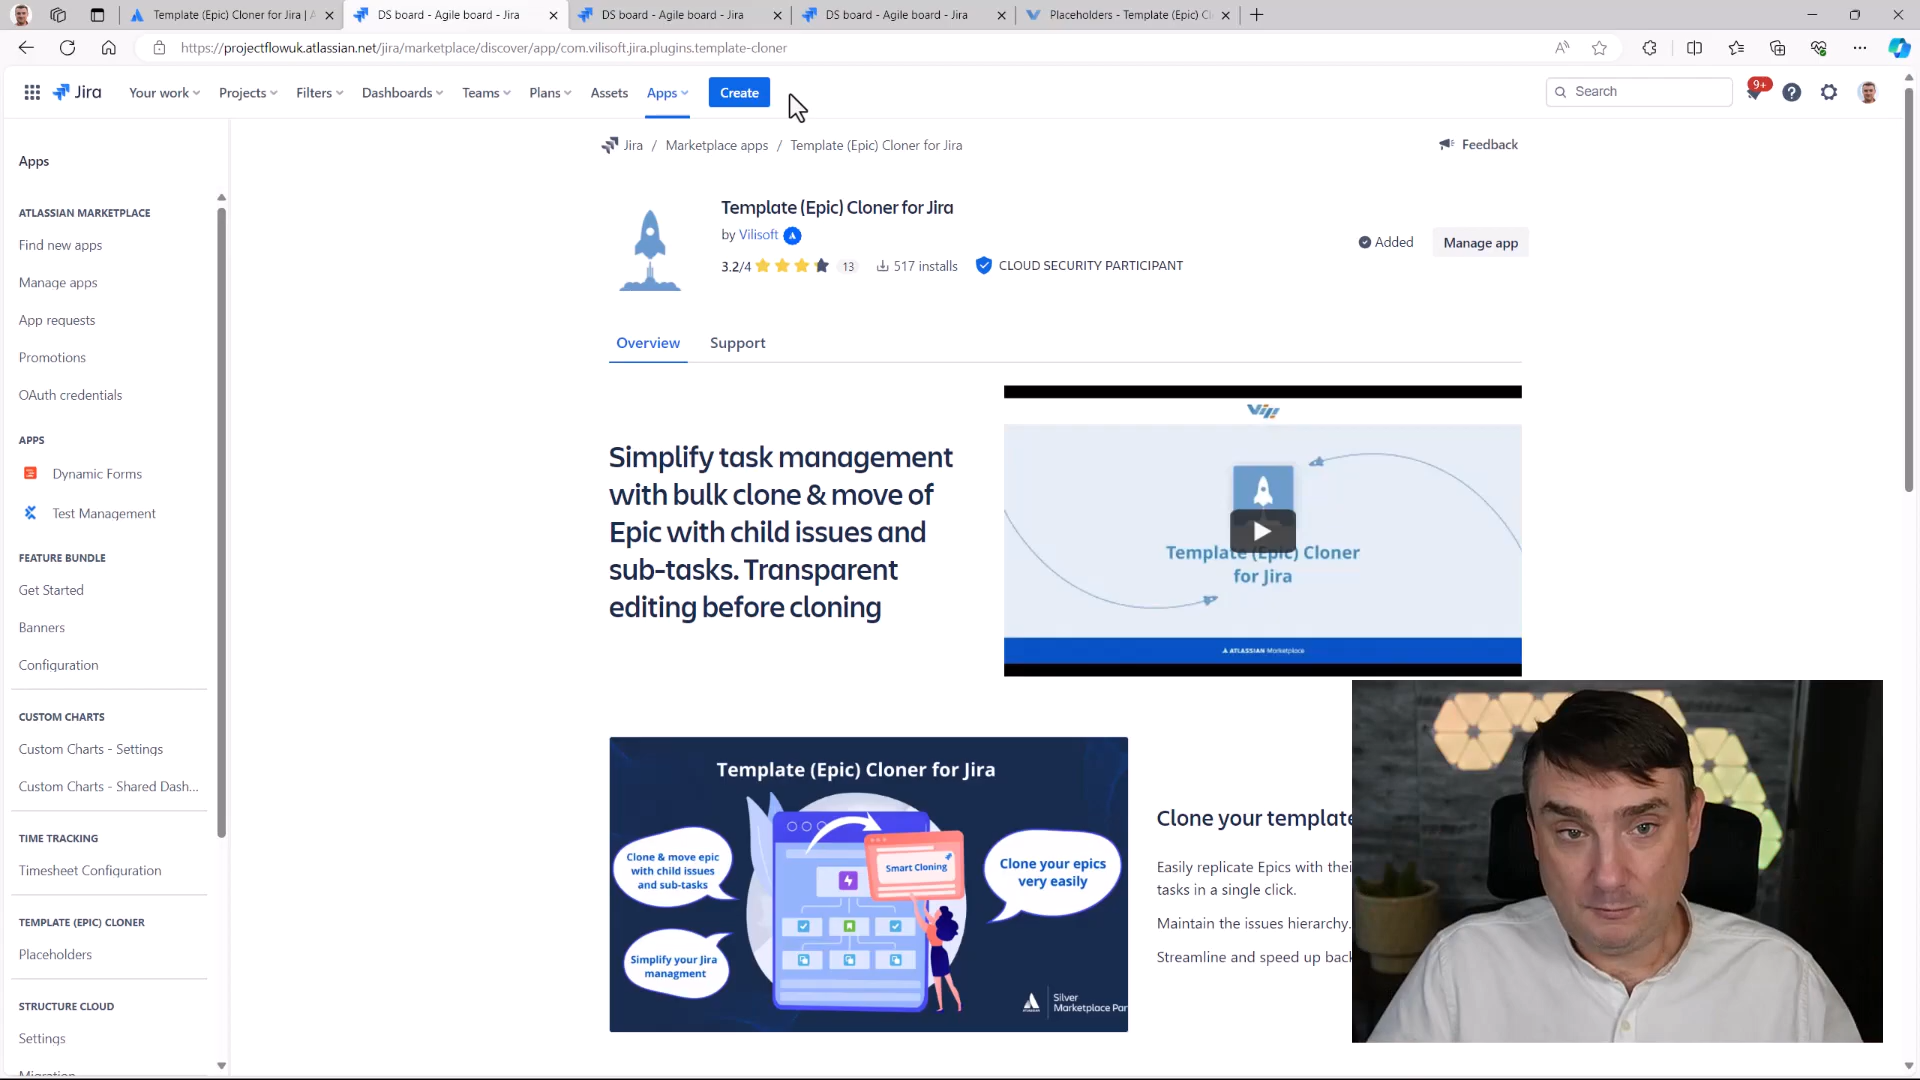 Template (Epic) Cloner for Jira | A
DS board - Agile board - Jira
DS board - Agile board - Jira
DS board - Agile board - Jira
Placeholders - Template (Epic) Cl
https://projectflowuk.atlassian.net/jira/marketplace/discover/app/com.vilisoft.jira.plugins.template-cloner
Jira
Your work
Projects
Filters
Dashboards
Teams
Plans
Assets
Apps
Create
Search
9+
Apps
ATLASSIAN MARKETPLACE
Find new apps
Manage apps
App requests
Promotions
OAuth credentials
APPS
Dynamic Forms
Test Management
FEATURE BUNDLE
Get Started
Banners
Configuration
CUSTOM CHARTS
Custom Charts - Settings
Custom Charts - Shared Dash...
TIME TRACKING
Timesheet Configuration
TEMPLATE (EPIC) CLONER
Placeholders
STRUCTURE CLOUD
Settings
Migration
Jira / Marketplace apps / Template (Epic) Cloner for Jira
Feedback
Template (Epic) Cloner for Jira
by Vilisoft
3.2/4 13 517 installs CLOUD SECURITY PARTICIPANT
Added
Manage app
Overview
Support
Simplify task management
with bulk clone & move of
Epic with child issues and
sub-tasks. Transparent
editing before cloning
Template (Epic) Cloner
for Jira
ATLASSIAN Marketplace
Template (Epic) Cloner for Jira
Clone & move epic
with child issues
and sub-tasks
Smart Cloning
Clone your epics
very easily
Simplify your Jira
managment
Silver
Marketplace Par
Clone your template
Easily replicate Epics with thei
tasks in a single click.
Maintain the issues hierarchy.
Streamline and speed up back